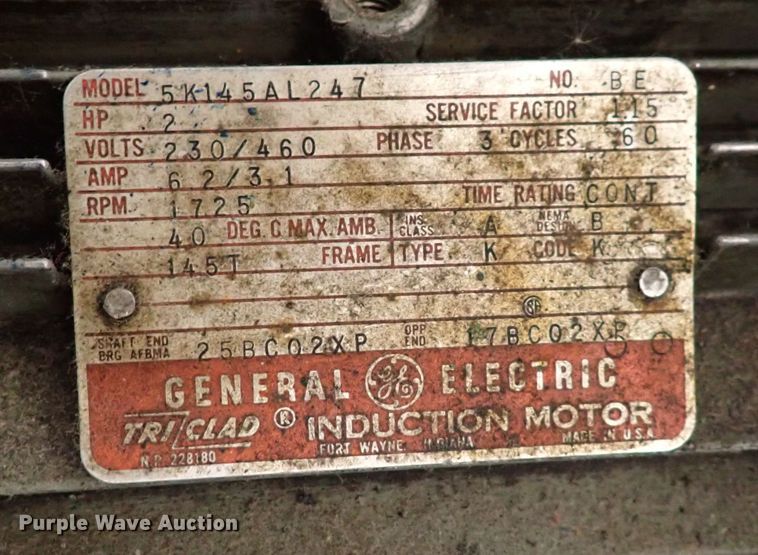 MODEL 5K145AL247 NO. BE
HP 2 SERVICE FACTOR 1.15
VOLTS 230/460 PHASE 3 CYCLES 60
AMP 6.2/3.1
RPM 1725 TIME RATING CONT
40 DEG. C MAX. AMB. INS. CLASS A NEMA DESIGN B
145T FRAME TYPE K CODE K
SHAFT END BRG AFBMA 25BC02XP OPP END 17BC02XP
GENERAL GE ELECTRIC
TRI/CLAD ® INDUCTION MOTOR
FORT WAYNE, INDIANA MADE IN U.S.A.
N.P. 228180
Purple Wave Auction